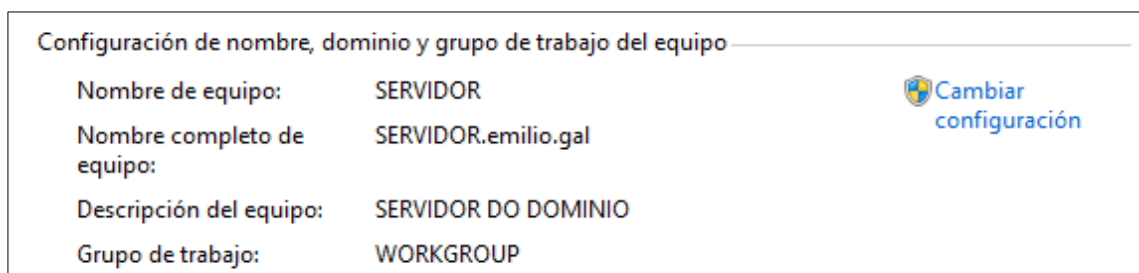 Configuración de nombre, dominio y grupo de trabajo del equipo
Nombre de equipo: SERVIDOR
Cambiar
configuración
Nombre completo de SERVIDOR.emilio.gal
equipo:
Descripción del equipo: SERVIDOR DO DOMINIO
Grupo de trabajo: WORKGROUP